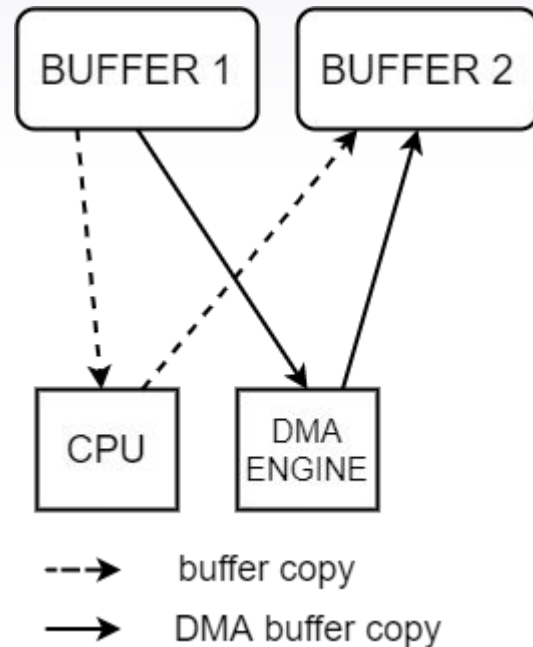 BUFFER 1
BUFFER 2
CPU
DMA
ENGINE
buffer copy
DMA buffer copy